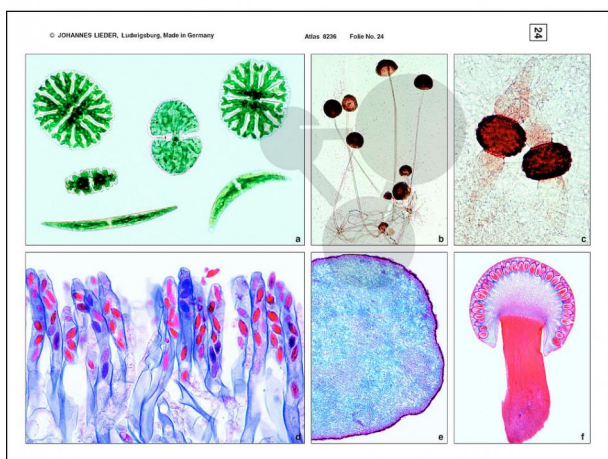 © JOHANNES LIEDER, Ludwigsburg, Made in Germany Atlas 8236 Folie No. 24 24
a
b
c
d
e
f